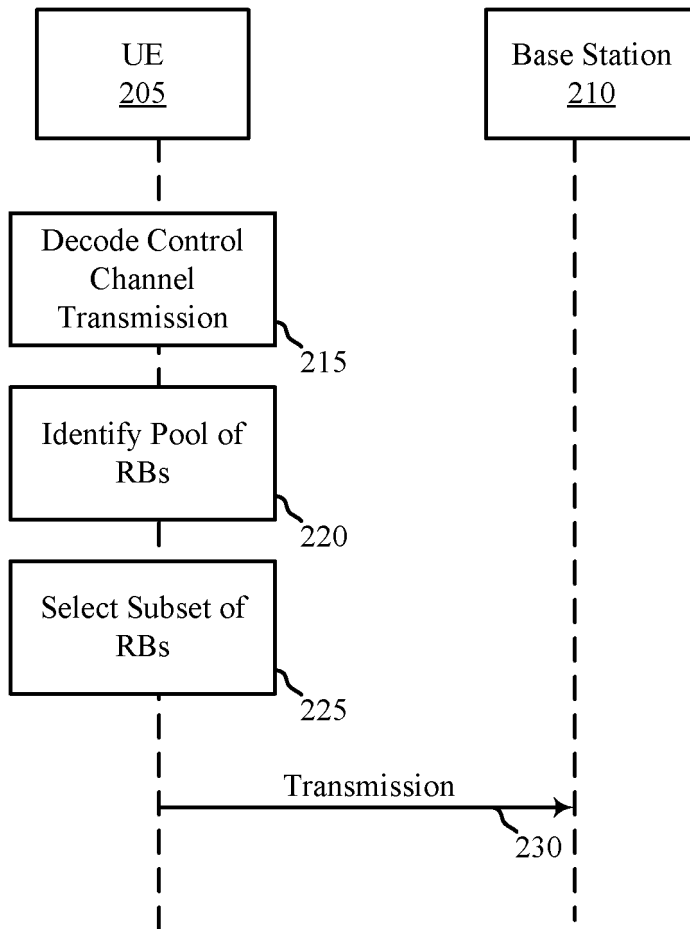 UE
205
Base Station
210
Decode Control
Channel
Transmission
215
Identify Pool of
RBs
220
Select Subset of
RBs
225
Transmission
230